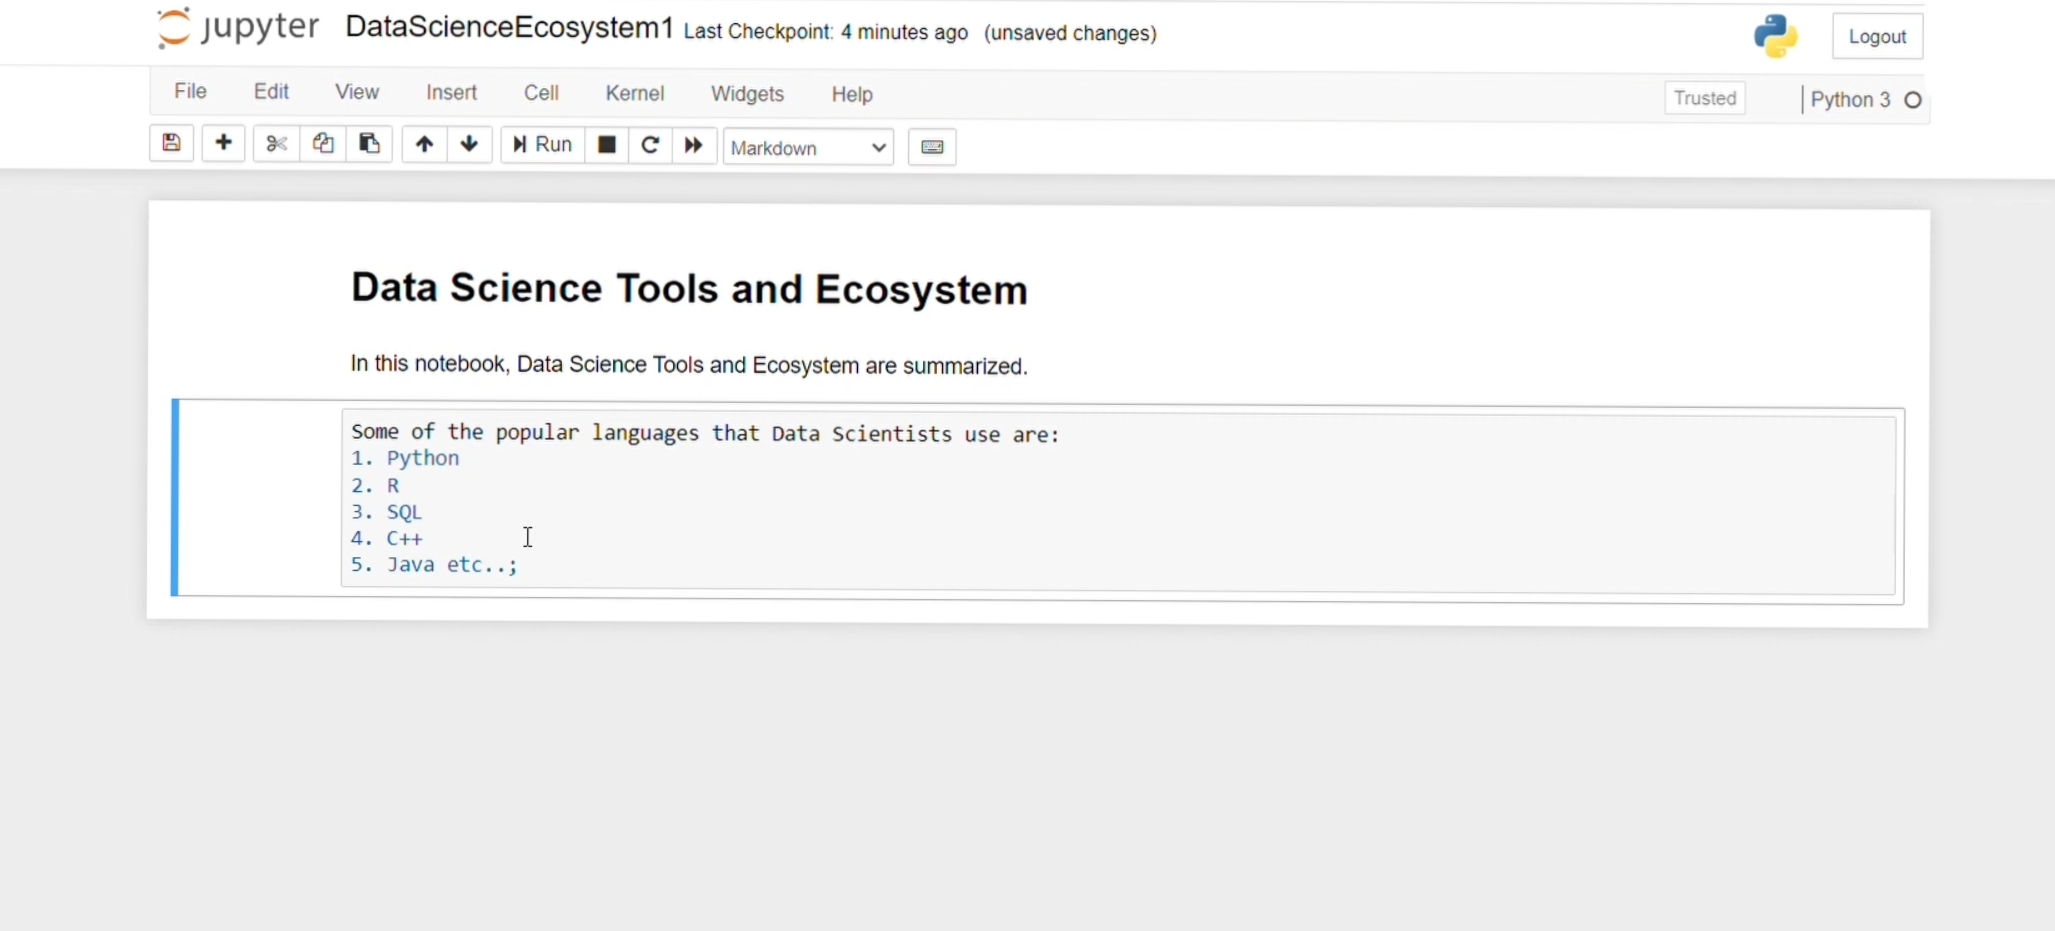 jupyter DataScienceEcosystem1 Last Checkpoint: 4 minutes ago (unsaved changes)
Logout
File Edit View Insert Cell Kernel Widgets Help
Trusted
Python 3
Run
Markdown
Data Science Tools and Ecosystem
In this notebook, Data Science Tools and Ecosystem are summarized.
Some of the popular languages that Data Scientists use are:
1. Python
2. R
3. SQL
4. C++
5. Java etc..;